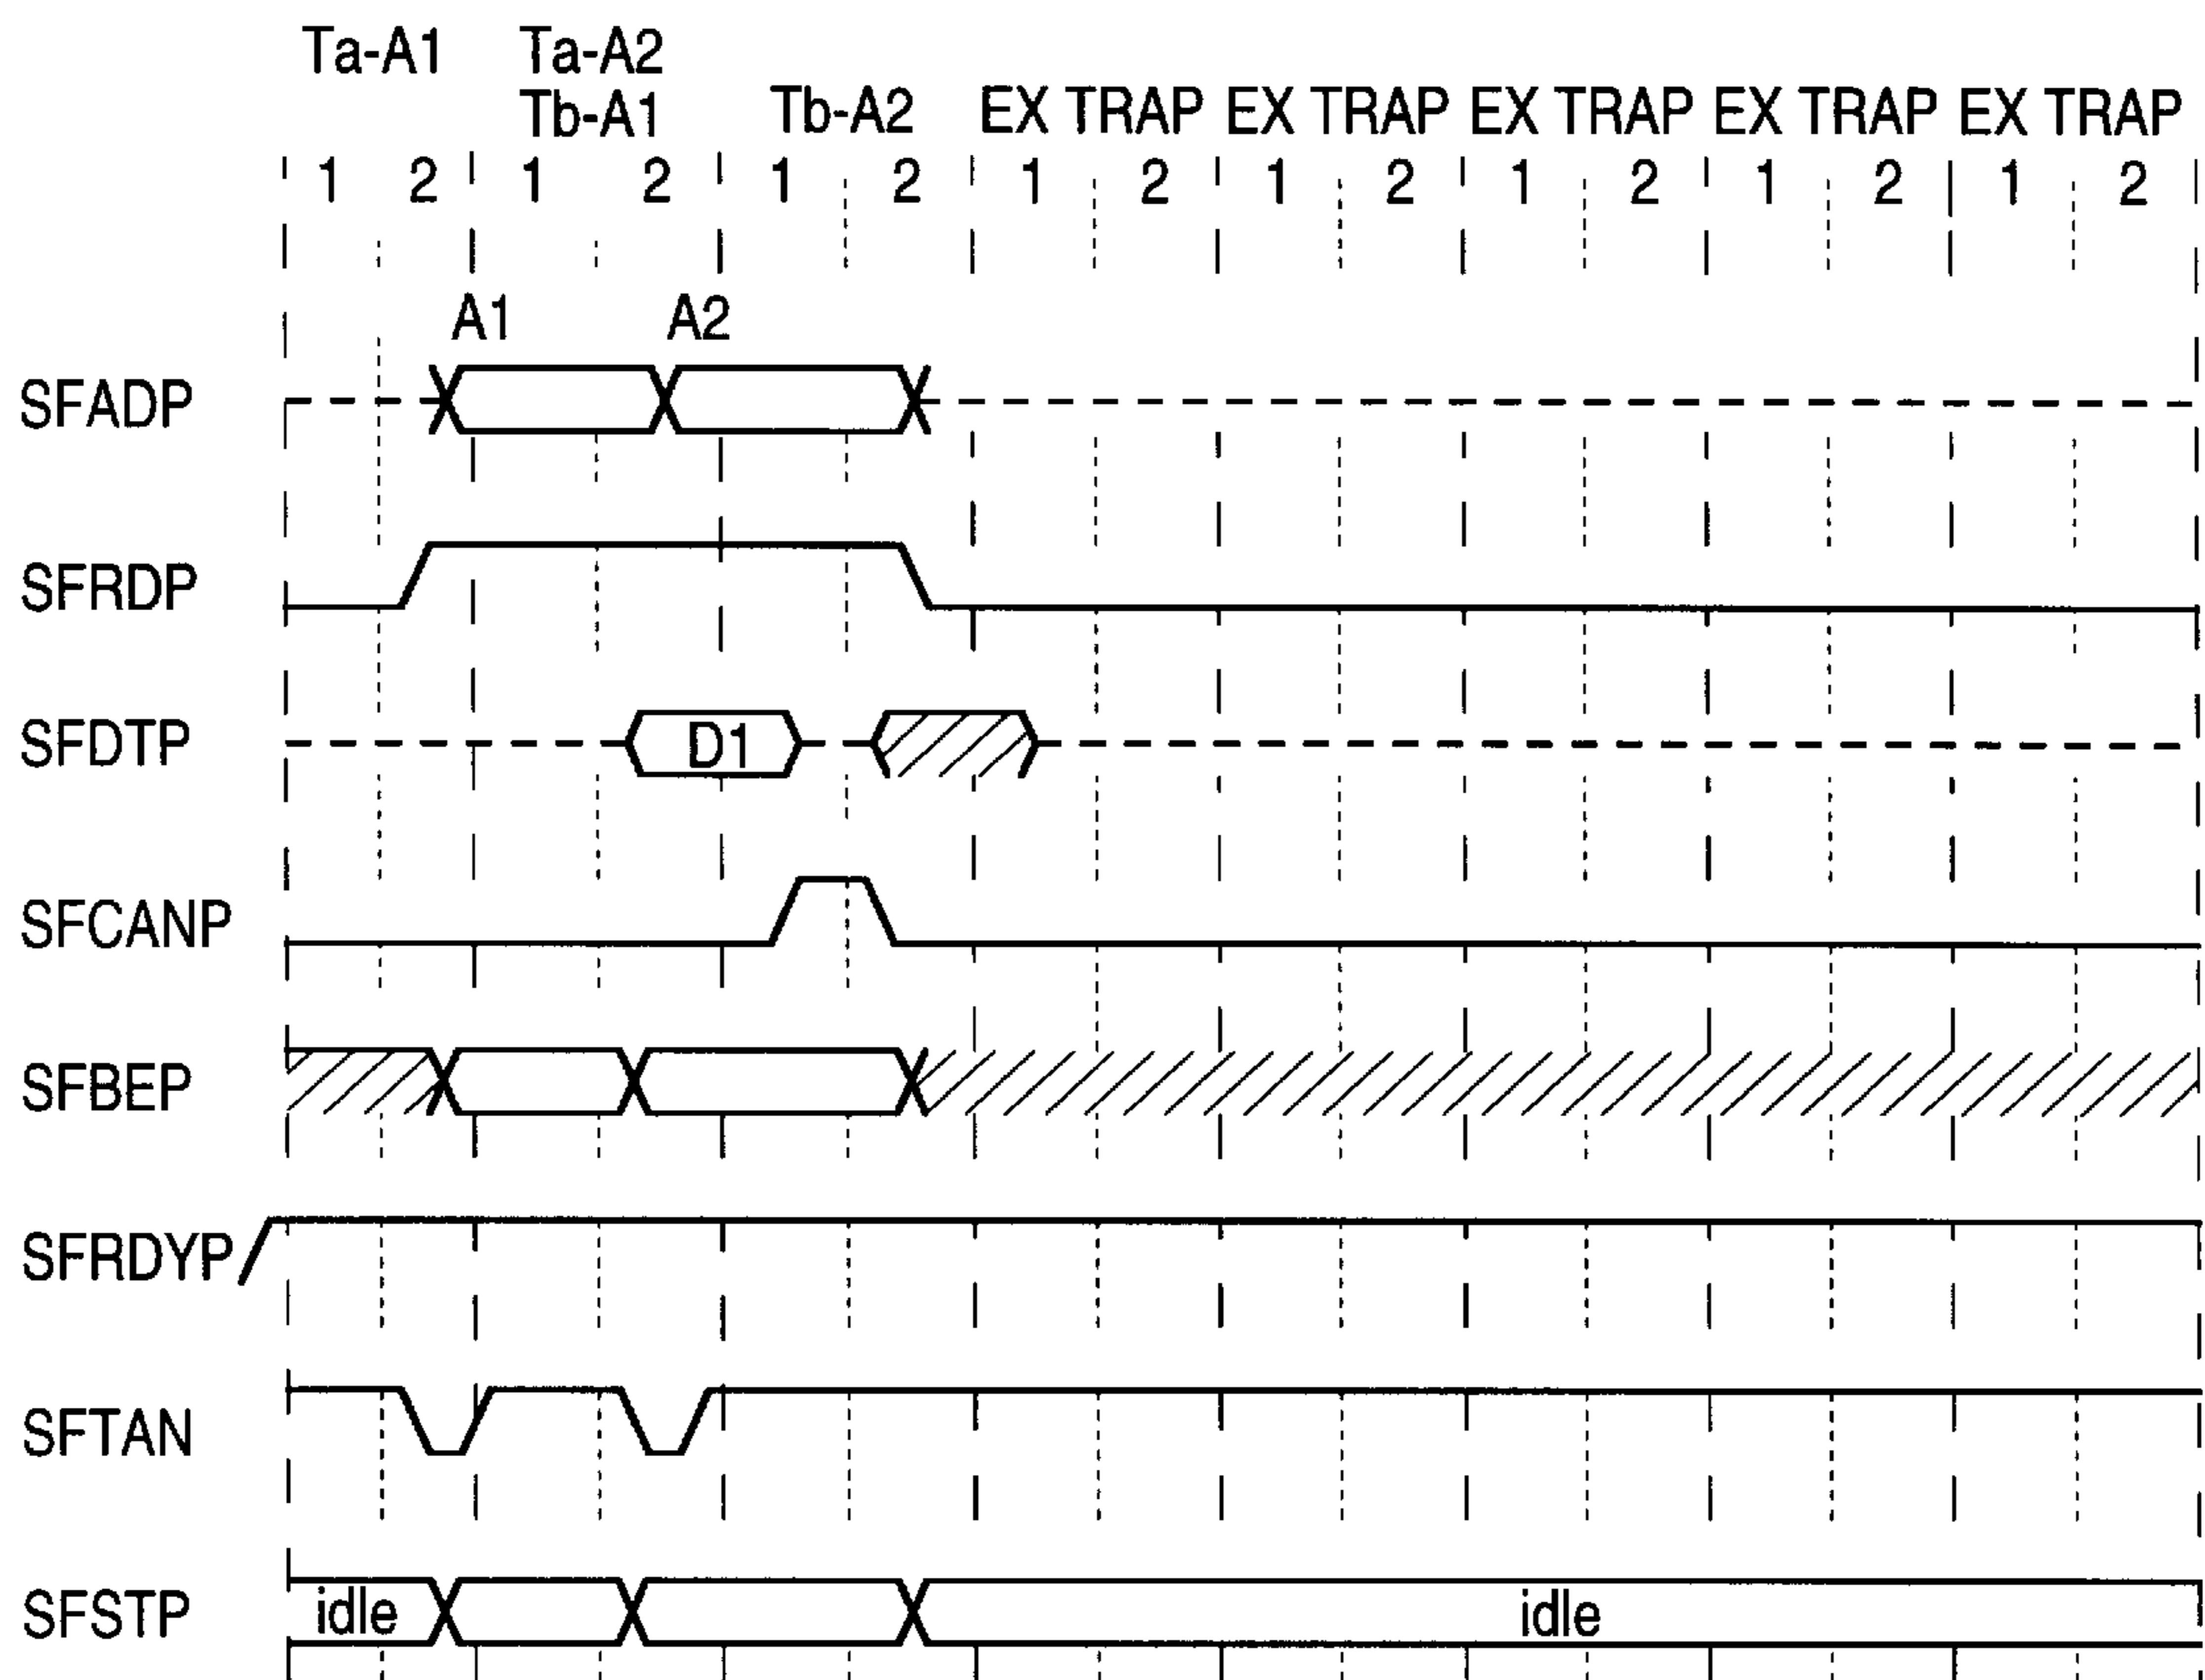 Ta-A1 Ta-A2
Tb-A1 Tb-A2 EX TRAP EX TRAP EX TRAP EX TRAP EX TRAP
1 2 1 2 1 2 1 2 1 2 1 2 1 2 1 2
A1 A2
SFADP
SFRDP
SFDTP D1
SFCANP
SFBEP
SFRDYP
SFTAN
SFSTP idle idle